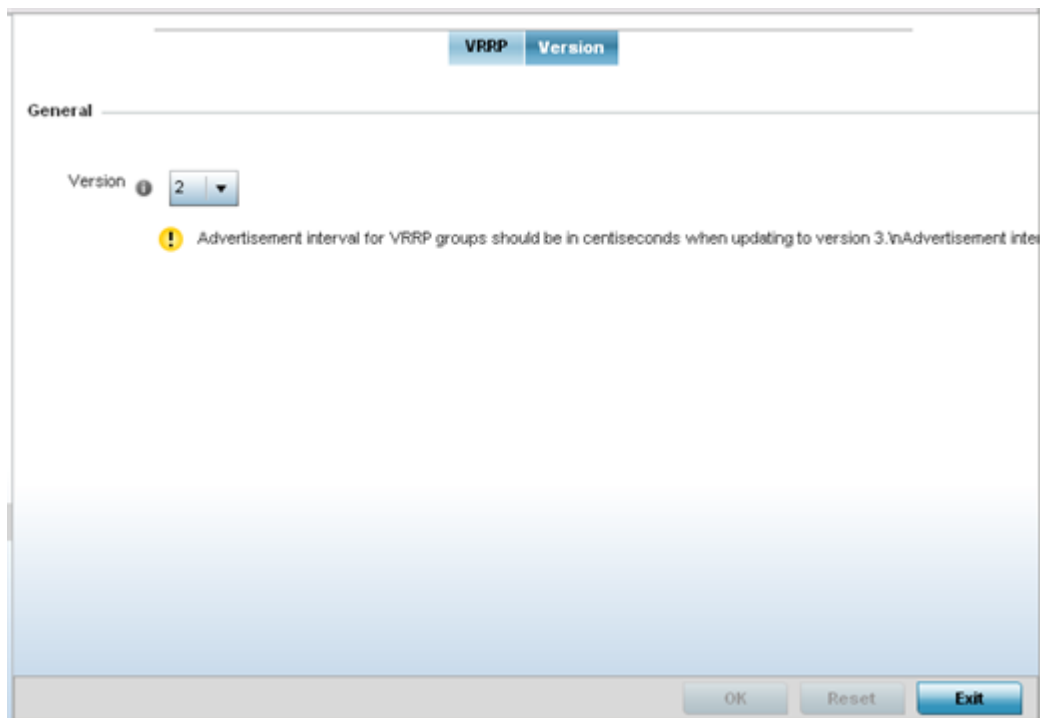 VRRP Version
General
Version 2
Advertisement interval for VRRP groups should be in centiseconds when updating to version 3.\nAdvertisement inter
OK Reset Exit